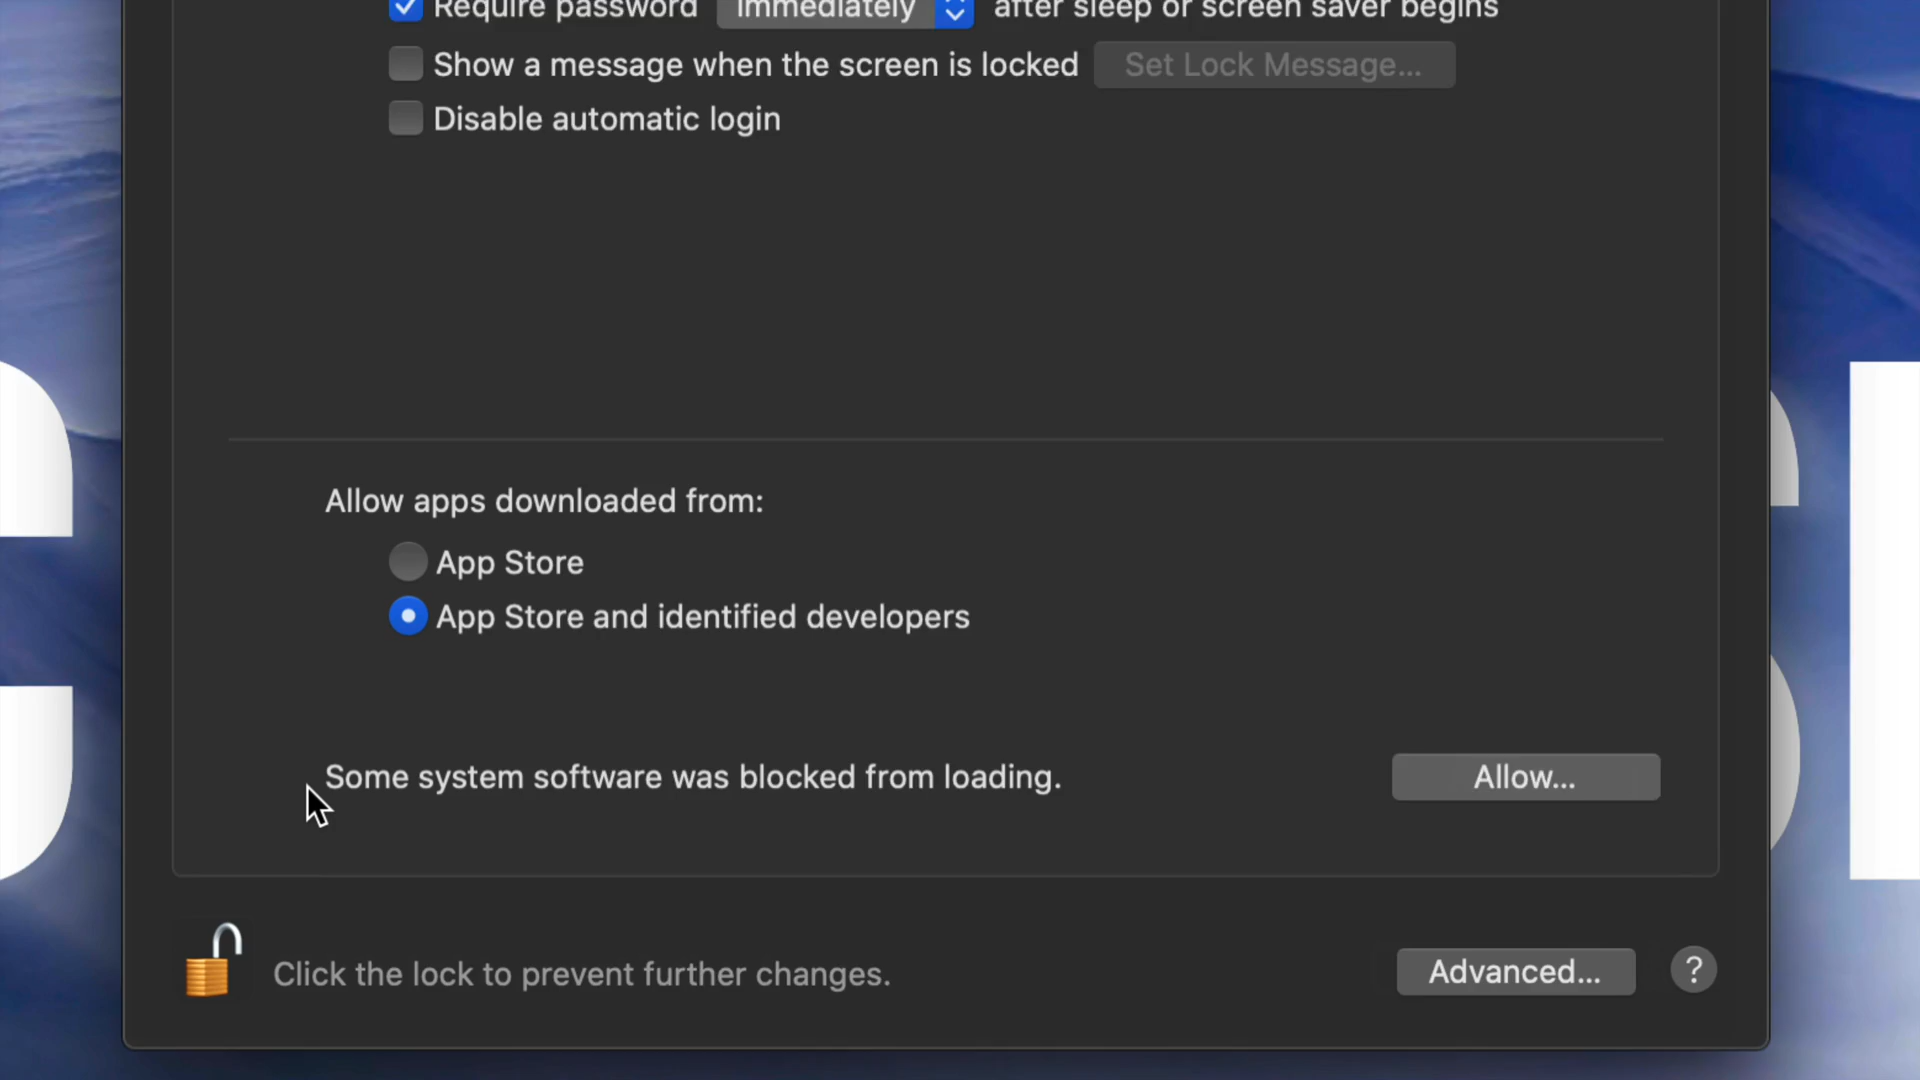 Require password immediately after sleep or screen saver begins
Show a message when the screen is locked Set Lock Message...
Disable automatic login
Allow apps downloaded from:
App Store
App Store and identified developers
Some system software was blocked from loading. Allow...
Click the lock to prevent further changes. Advanced... ?